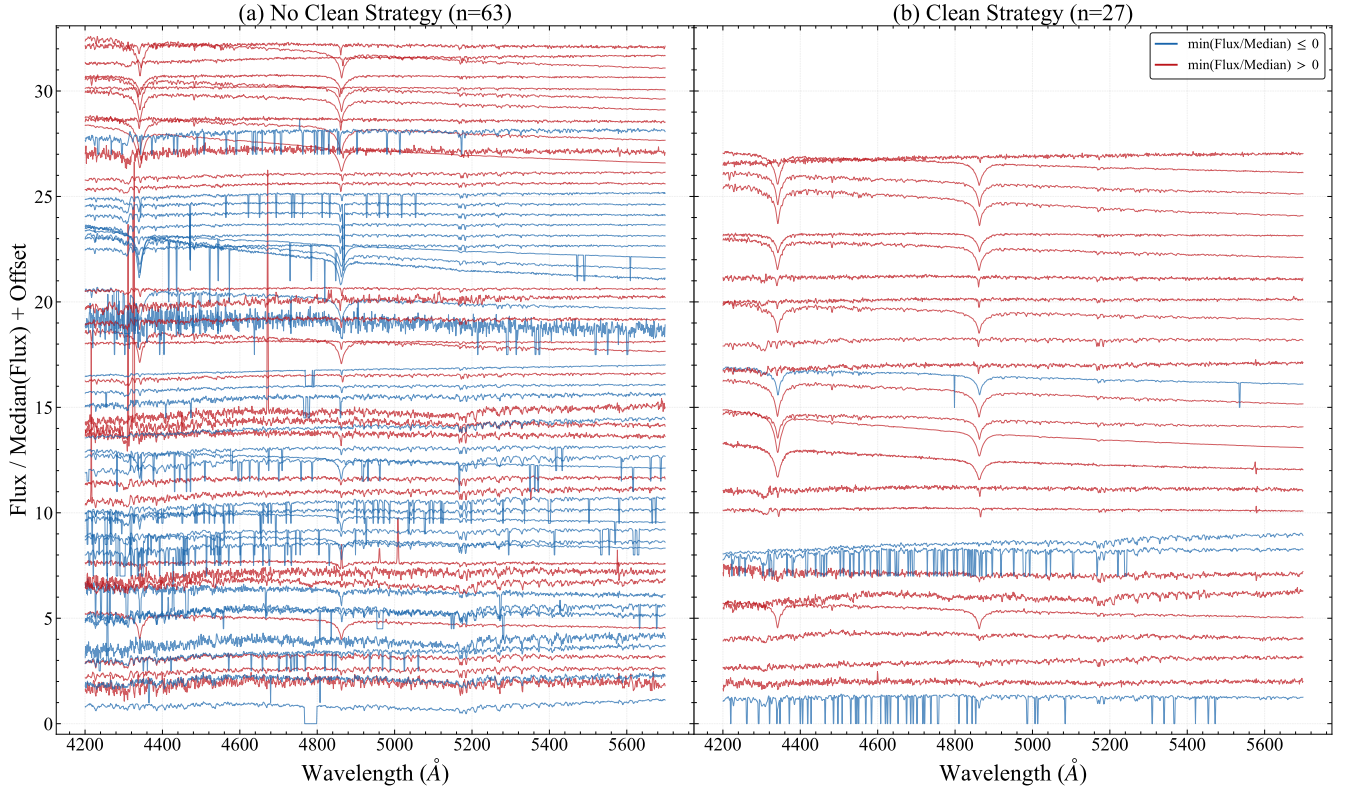 (a) No Clean Strategy (n=63)
(b) Clean Strategy (n=27)
min(Flux/Median) ≤ 0
min(Flux/Median) > 0
Flux / Median(Flux) + Offset
30
25
20
15
10
5
0
4200 4400 4600 4800 5000 5200 5400 5600
4200 4400 4600 4800 5000 5200 5400 5600
Wavelength (Å)
Wavelength (Å)